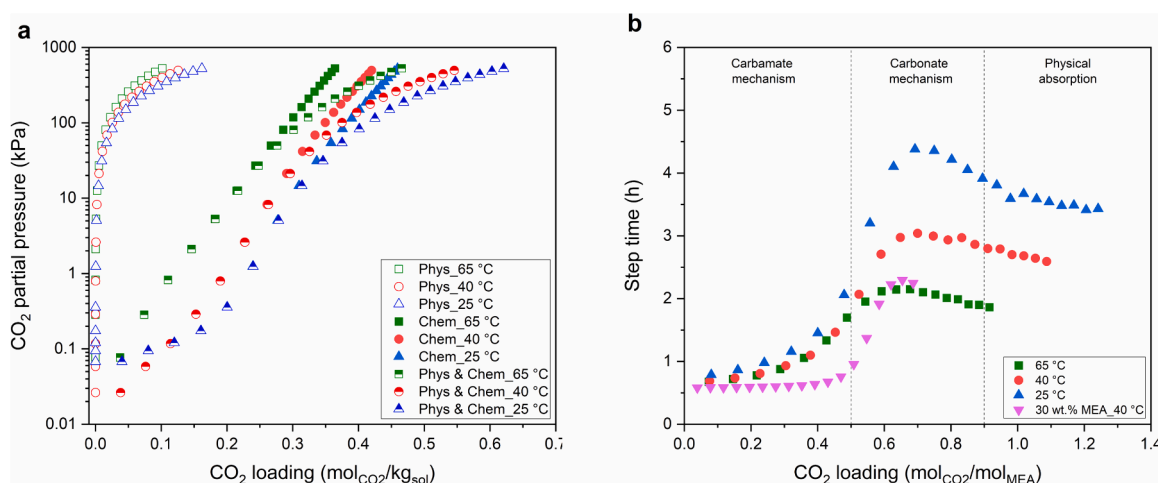 a
CO₂ partial pressure (kPa)
1000
100
10
1
0.1
0.01
0.0
0.1
0.2
0.3
0.4
0.5
0.6
0.7
CO₂ loading (mol_CO₂/kg_sol)
Phys_65 °C
Phys_40 °C
Phys_25 °C
Chem_65 °C
Chem_40 °C
Chem_25 °C
Phys & Chem_65 °C
Phys & Chem_40 °C
Phys & Chem_25 °C
b
Step time (h)
6
5
4
3
2
1
0
Carbamate
mechanism
Carbonate
mechanism
Physical
absorption
65 °C
40 °C
25 °C
30 wt.% MEA_40 °C
0.0
0.2
0.4
0.6
0.8
1.0
1.2
1.4
CO₂ loading (mol_CO₂/mol_MEA)